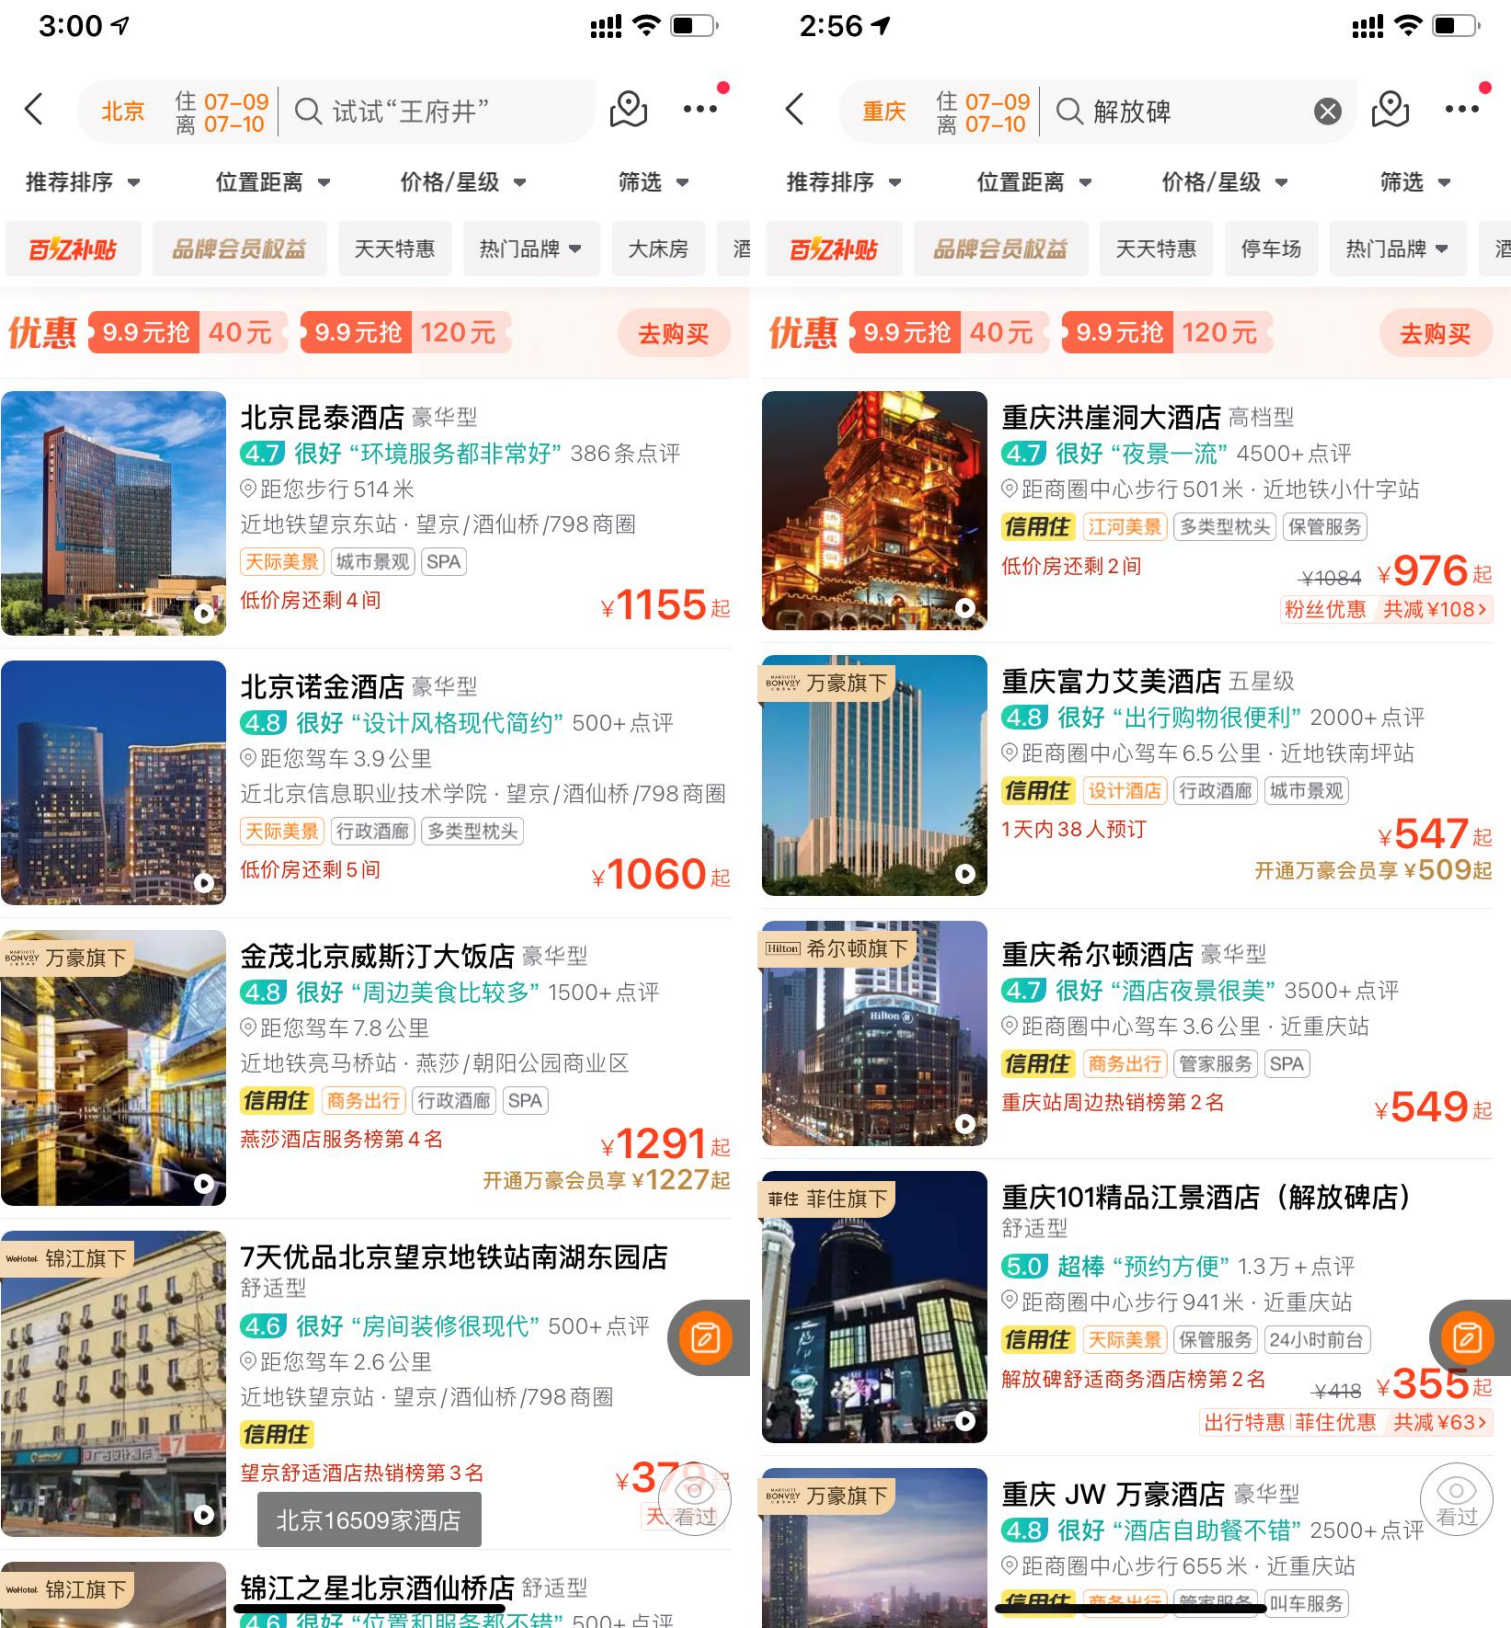 3:00
北京
住 07-09
离 07-10
试试“王府井”
推荐排序
位置距离
价格/星级
筛选
百亿补贴
品牌会员权益
天天特惠
热门品牌
大床房
酒
优惠
9.9元抢 40元
9.9元抢 120元
去购买
北京昆泰酒店 豪华型
4.7 很好 “环境服务都非常好” 386条点评
距您步行514米
近地铁望京东站 · 望京/酒仙桥/798商圈
天际美景 城市景观 SPA
低价房还剩4间
¥1155起
北京诺金酒店 豪华型
4.8 很好 “设计风格现代简约” 500+点评
距您驾车3.9公里
近北京信息职业技术学院 · 望京/酒仙桥/798商圈
天际美景 行政酒廊 多类型枕头
低价房还剩5间
¥1060起
BONVOY 万豪旗下
金茂北京威斯汀大饭店 豪华型
4.8 很好 “周边美食比较多” 1500+点评
距您驾车7.8公里
近地铁亮马桥站 · 燕莎/朝阳公园商业区
信用住 商务出行 行政酒廊 SPA
燕莎酒店服务榜第4名
¥1291起
开通万豪会员享 ¥1227起
WeHotel 锦江旗下
7天优品北京望京地铁站南湖东园店
舒适型
4.6 很好 “房间装修很现代” 500+点评
距您驾车2.6公里
近地铁望京站 · 望京/酒仙桥/798商圈
信用住
望京舒适酒店热销榜第3名
¥379起
看过
北京16509家酒店
WeHotel 锦江旗下
锦江之星北京酒仙桥店 舒适型
4.6 很好 “位置和服务都不错” 500+点评
2:56
重庆
住 07-09
离 07-10
解放碑
推荐排序
位置距离
价格/星级
筛选
百亿补贴
品牌会员权益
天天特惠
停车场
热门品牌
酒
优惠
9.9元抢 40元
9.9元抢 120元
去购买
重庆洪崖洞大酒店 高档型
4.7 很好 “夜景一流” 4500+点评
距商圈中心步行501米 · 近地铁小什字站
信用住 江河美景 多类型枕头 保管服务
低价房还剩2间
¥1084 ¥976起
粉丝优惠 共减¥108>
BONVOY 万豪旗下
重庆富力艾美酒店 五星级
4.8 很好 “出行购物很便利” 2000+点评
距商圈中心驾车6.5公里 · 近地铁南坪站
信用住 设计酒店 行政酒廊 城市景观
1天内38人预订
¥547起
开通万豪会员享 ¥509起
Hilton 希尔顿旗下
Hilton
重庆希尔顿酒店 豪华型
4.7 很好 “酒店夜景很美” 3500+点评
距商圈中心驾车3.6公里 · 近重庆站
信用住 商务出行 管家服务 SPA
重庆站周边热销榜第2名
¥549起
菲住 菲住旗下
重庆101精品江景酒店（解放碑店）
舒适型
5.0 超棒 “预约方便” 1.3万+点评
距商圈中心步行941米 · 近重庆站
信用住 天际美景 保管服务 24小时前台
解放碑舒适商务酒店榜第2名
¥418 ¥355起
出行特惠 菲住优惠 共减¥63>
BONVOY 万豪旗下
重庆 JW 万豪酒店 豪华型
4.8 很好 “酒店自助餐不错” 2500+点评
看过
距商圈中心步行655米 · 近重庆站
信用住 商务出行 管家服务 叫车服务